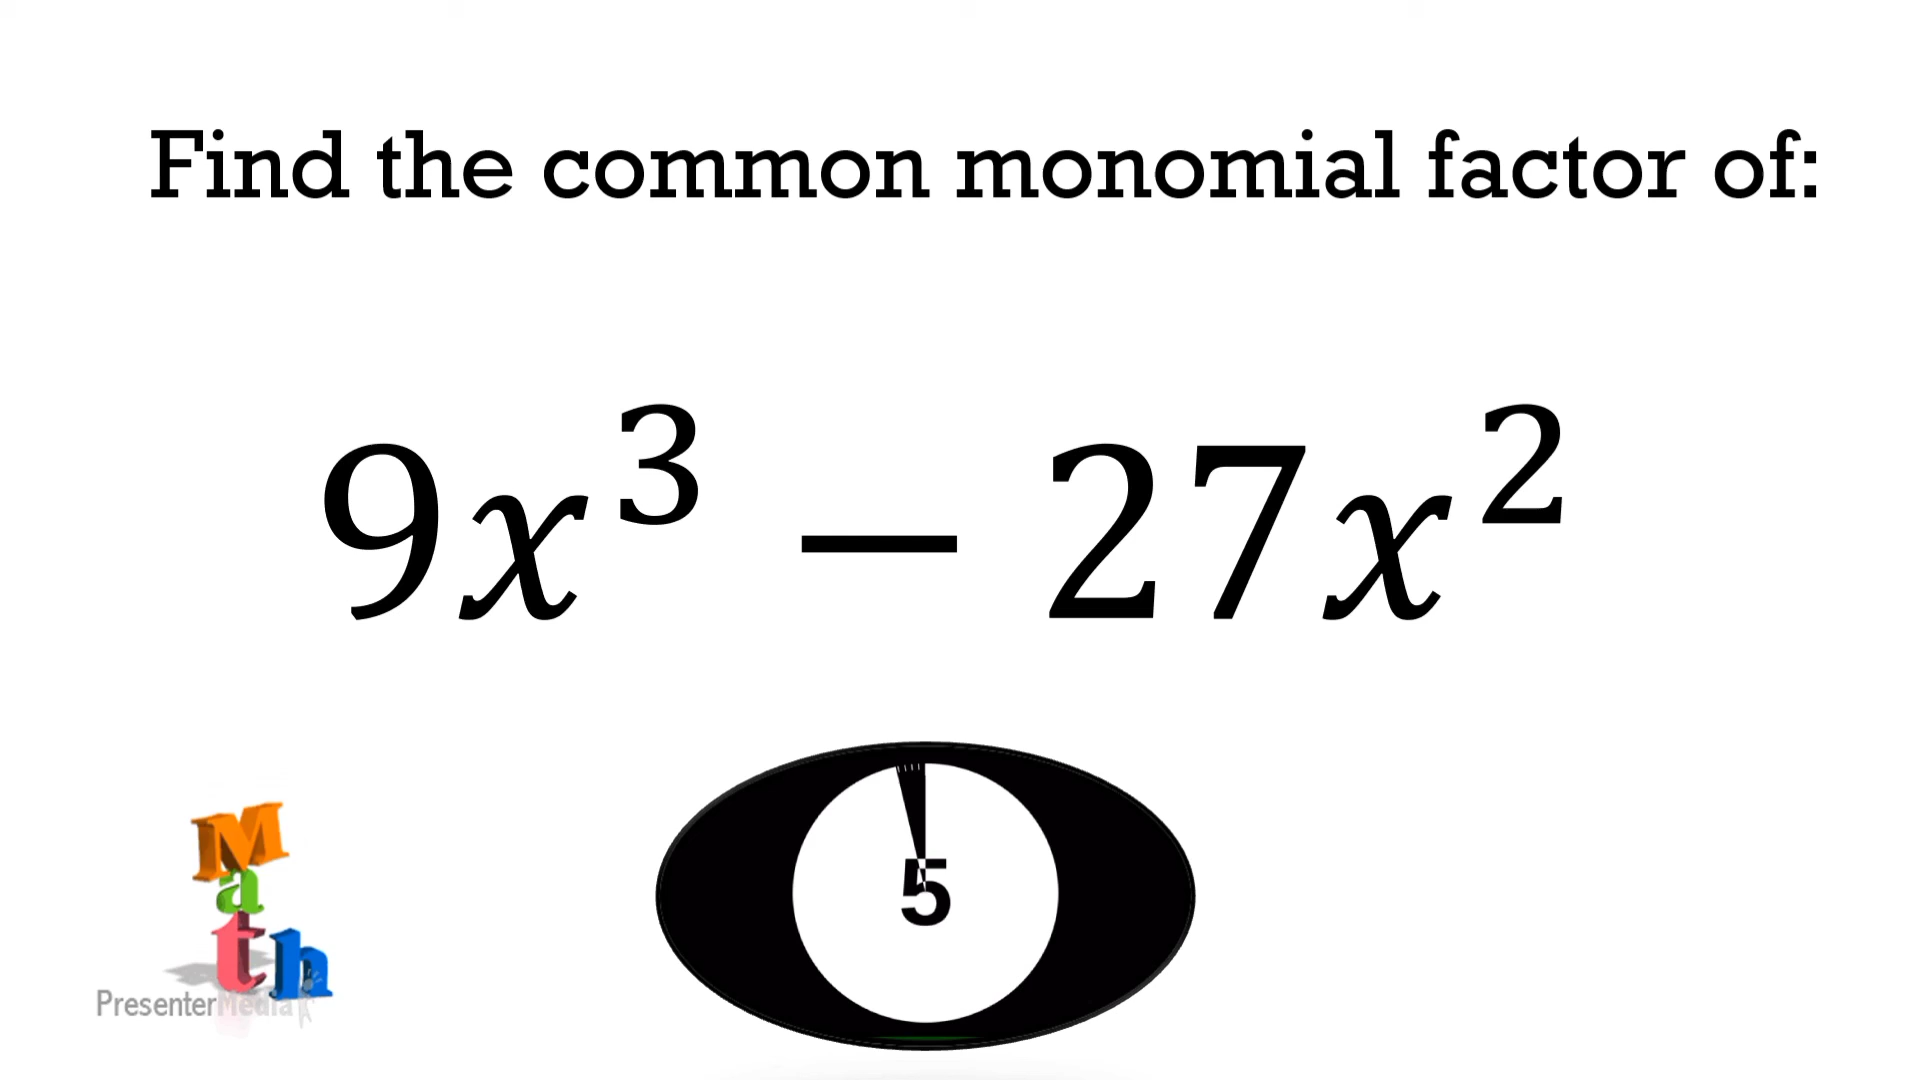 Find the common monomial factor of:
9x³ − 27x²
5
Math
PresenterMedia